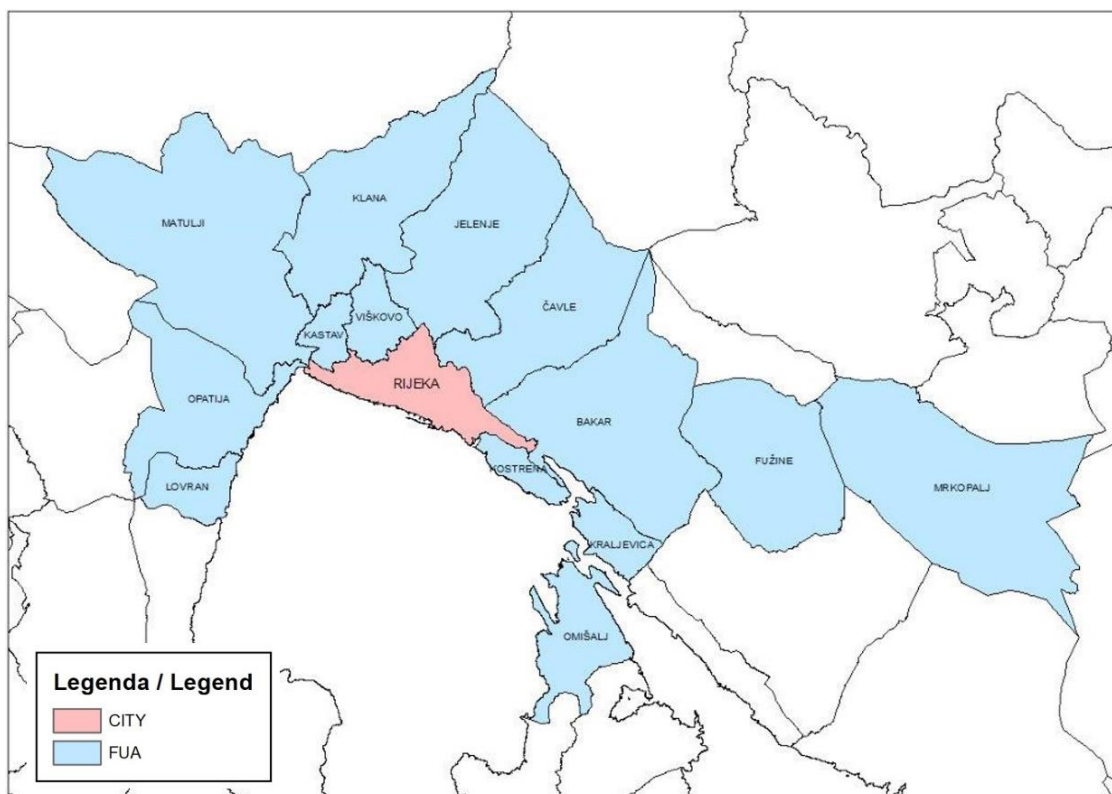 KLANA
MATULJI
JELENJE
ČAVLE
VIŠKOVO
KASTAV
RIJEKA
OPATIJA
BAKAR
FUŽINE
KOSTRENA
LOVRAN
MRKOPALJ
KRALJEVICA
OMIŠALJ
Legenda / Legend
CITY
FUA